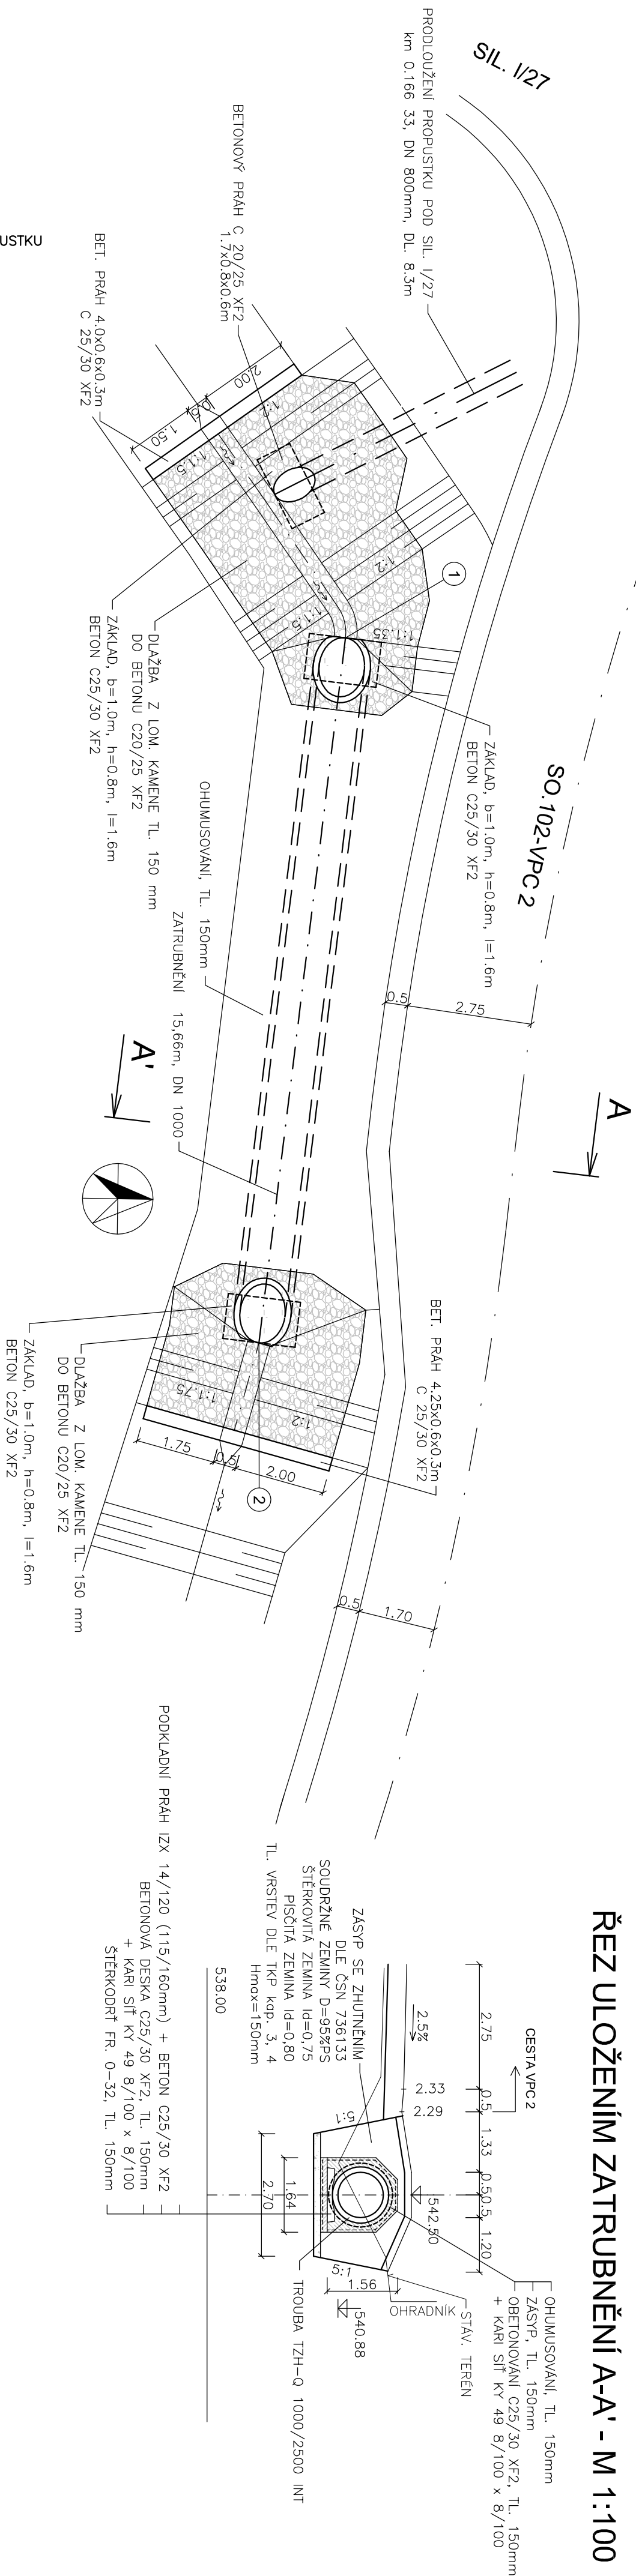 SIL. I/27
PRODLOUŽENÍ PROPUSTKU POD SIL. I/27
km 0.166 33, DN 800mm, DL. 8.3m
BETONOVÝ PRÁH C 20/25 XF2
1.7x0.8x0.6m
USTKU
BET. PRÁH 4.0x0.6x0.3m
C 25/30 XF2
2.00
0.5
1.50
1:2
1:1.5
1:2
1:1.5
1:1.35
1
ZÁKLAD, b=1.0m, h=0.8m, l=1.6m
BETON C25/30 XF2
DLAŽBA Z LOM. KAMENE TL. 150 mm
DO BETONU C20/25 XF2
ZÁKLAD, b=1.0m, h=0.8m, l=1.6m
BETON C25/30 XF2
SO.102-VPC 2
OHUMUSOVÁNÍ, TL. 150mm
ZATRUBNĚNÍ 15,66m, DN 1000
0.5
2.75
A
A'
BET. PRÁH 4.25x0.6x0.3m
C 25/30 XF2
1:1.75
1:2
1.75
0.5
2.00
2
DLAŽBA Z LOM. KAMENE TL. 150 mm
DO BETONU C20/25 XF2
ZÁKLAD, b=1.0m, h=0.8m, l=1.6m
BETON C25/30 XF2
0.5
1.70
ŘEZ ULOŽENÍM ZATRUBNĚNÍ A-A' - M 1:100
CESTA VPC 2
2.75
0.5
1.33
0.5
0.5
1.20
2.5%
2.33
2.29
5:1
542.50
5:1
1.56
540.88
1.64
2.70
538.00
OHRADNÍK
STÁV. TERÉN
OHUMUSOVÁNÍ, TL. 150mm
ZÁSYP, TL. 150mm
OBETONOVÁNÍ C25/30 XF2, TL. 150mm
+ KARI SÍŤ KY 49 8/100 x 8/100
ZÁSYP SE ZHUTNĚNÍM
DLE ČSN 736133
SOUDRŽNÉ ZEMINY D=95%PS
ŠTĚRKOVITÁ ZEMINA Id=0,75
PÍSČITÁ ZEMINA Id=0,80
TL. VRSTEV DLE TKP kap. 3, 4
Hmax=150mm
TROUBA TZH-Q 1000/2500 INT
PODKLADNÍ PRÁH IZX 14/120 (115/160mm) + BETON C25/30 XF2
BETONOVÁ DESKA C25/30 XF2, TL. 150mm
+ KARI SÍŤ KY 49 8/100 x 8/100
ŠTĚRKODRŤ FR. 0-32, TL. 150mm